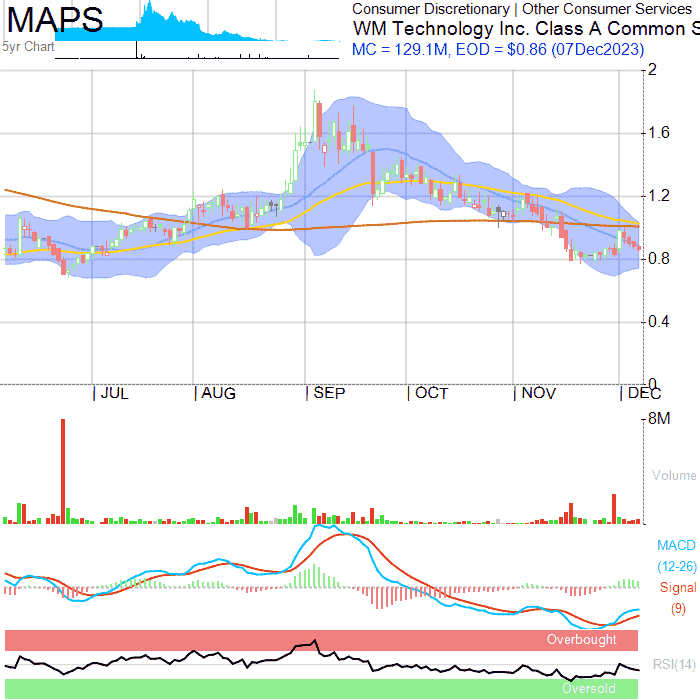 MAPS
5yr Chart
Consumer Discretionary | Other Consumer Services
WM Technology Inc. Class A Common S
MC = 129.1M, EOD = $0.86 (07Dec2023)
2
1.6
1.2
0.8
0.4
0
JUL AUG SEP OCT NOV DEC
8M
Volume
MACD
(12-26)
Signal
(9)
Overbought
RSI(14)
Oversold